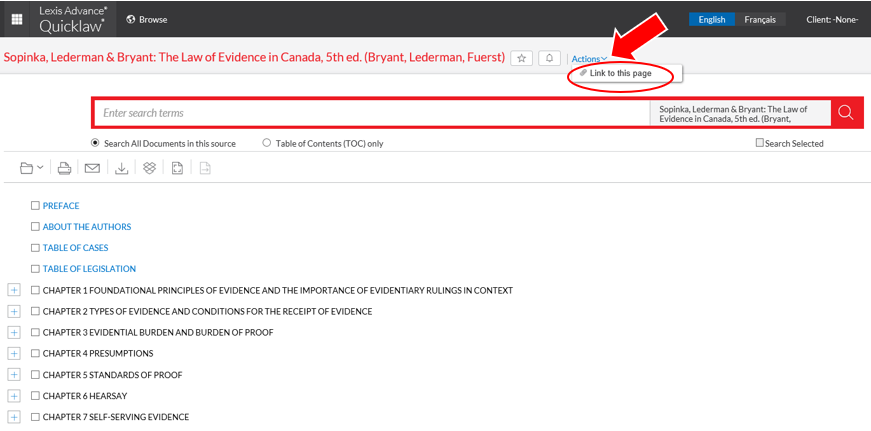 Lexis Advance®
Quicklaw®
Browse
English
Français
Client: -None-
Sopinka, Lederman & Bryant: The Law of Evidence in Canada, 5th ed. (Bryant, Lederman, Fuerst)
Actions
Link to this page
Enter search terms
Sopinka, Lederman & Bryant: The Law of
Evidence in Canada, 5th ed. (Bryant,
Search All Documents in this source
Table of Contents (TOC) only
Search Selected
PREFACE
ABOUT THE AUTHORS
TABLE OF CASES
TABLE OF LEGISLATION
CHAPTER 1 FOUNDATIONAL PRINCIPLES OF EVIDENCE AND THE IMPORTANCE OF EVIDENTIARY RULINGS IN CONTEXT
CHAPTER 2 TYPES OF EVIDENCE AND CONDITIONS FOR THE RECEIPT OF EVIDENCE
CHAPTER 3 EVIDENTIAL BURDEN AND BURDEN OF PROOF
CHAPTER 4 PRESUMPTIONS
CHAPTER 5 STANDARDS OF PROOF
CHAPTER 6 HEARSAY
CHAPTER 7 SELF-SERVING EVIDENCE